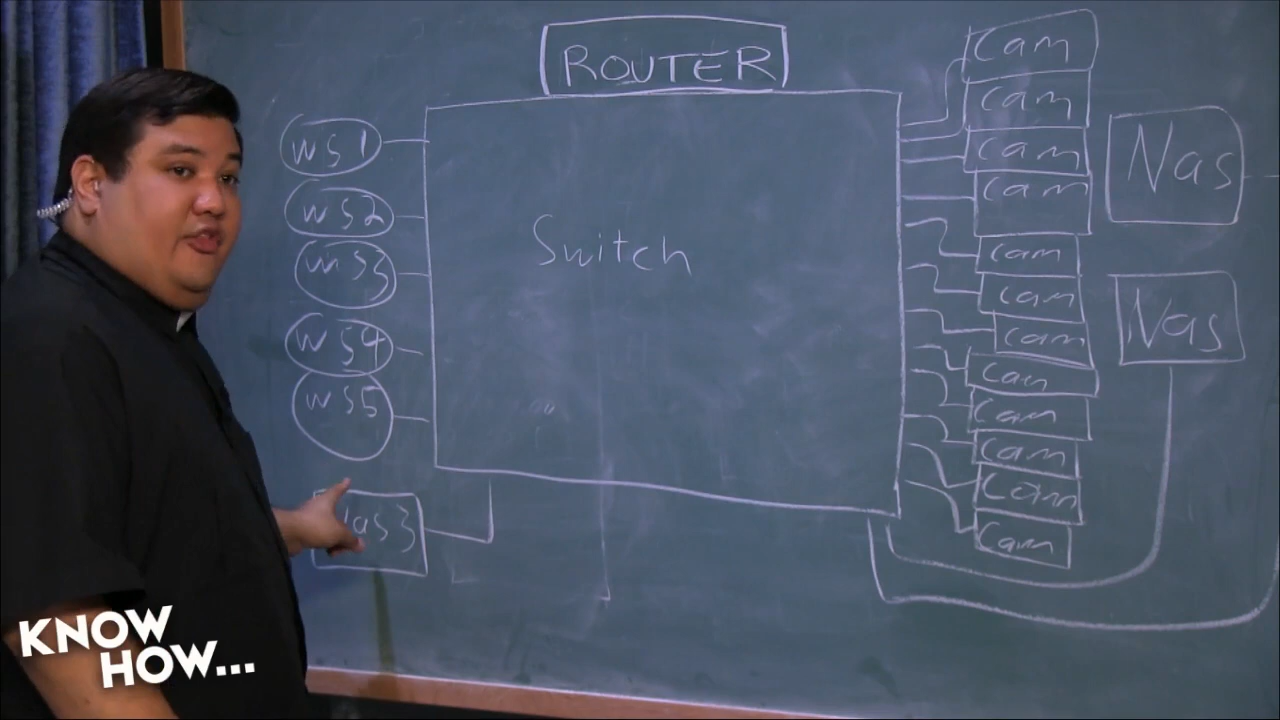 ROUTER
WS1
WS2
WS3
WS4
WS5
Nas3
Switch
Cam
Cam
Cam
Cam
Cam
Cam
Cam
Cam
Cam
Cam
Cam
Cam
Nas
Nas
KNOW
HOW...